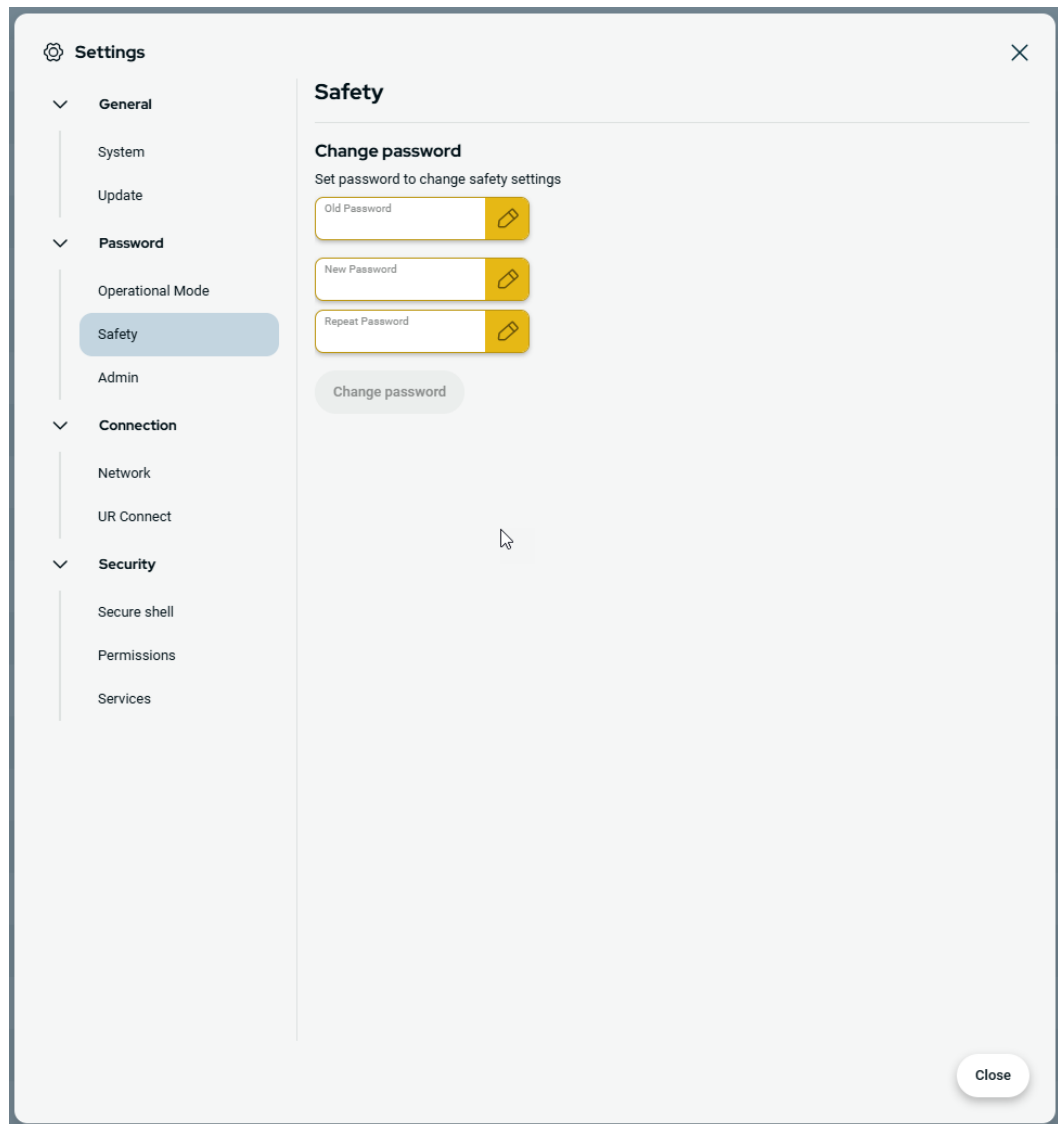 Settings
General
System
Update
Password
Operational Mode
Safety
Admin
Connection
Network
UR Connect
Security
Secure shell
Permissions
Services
Safety
Change password
Set password to change safety settings
Old Password
New Password
Repeat Password
Change password
Close